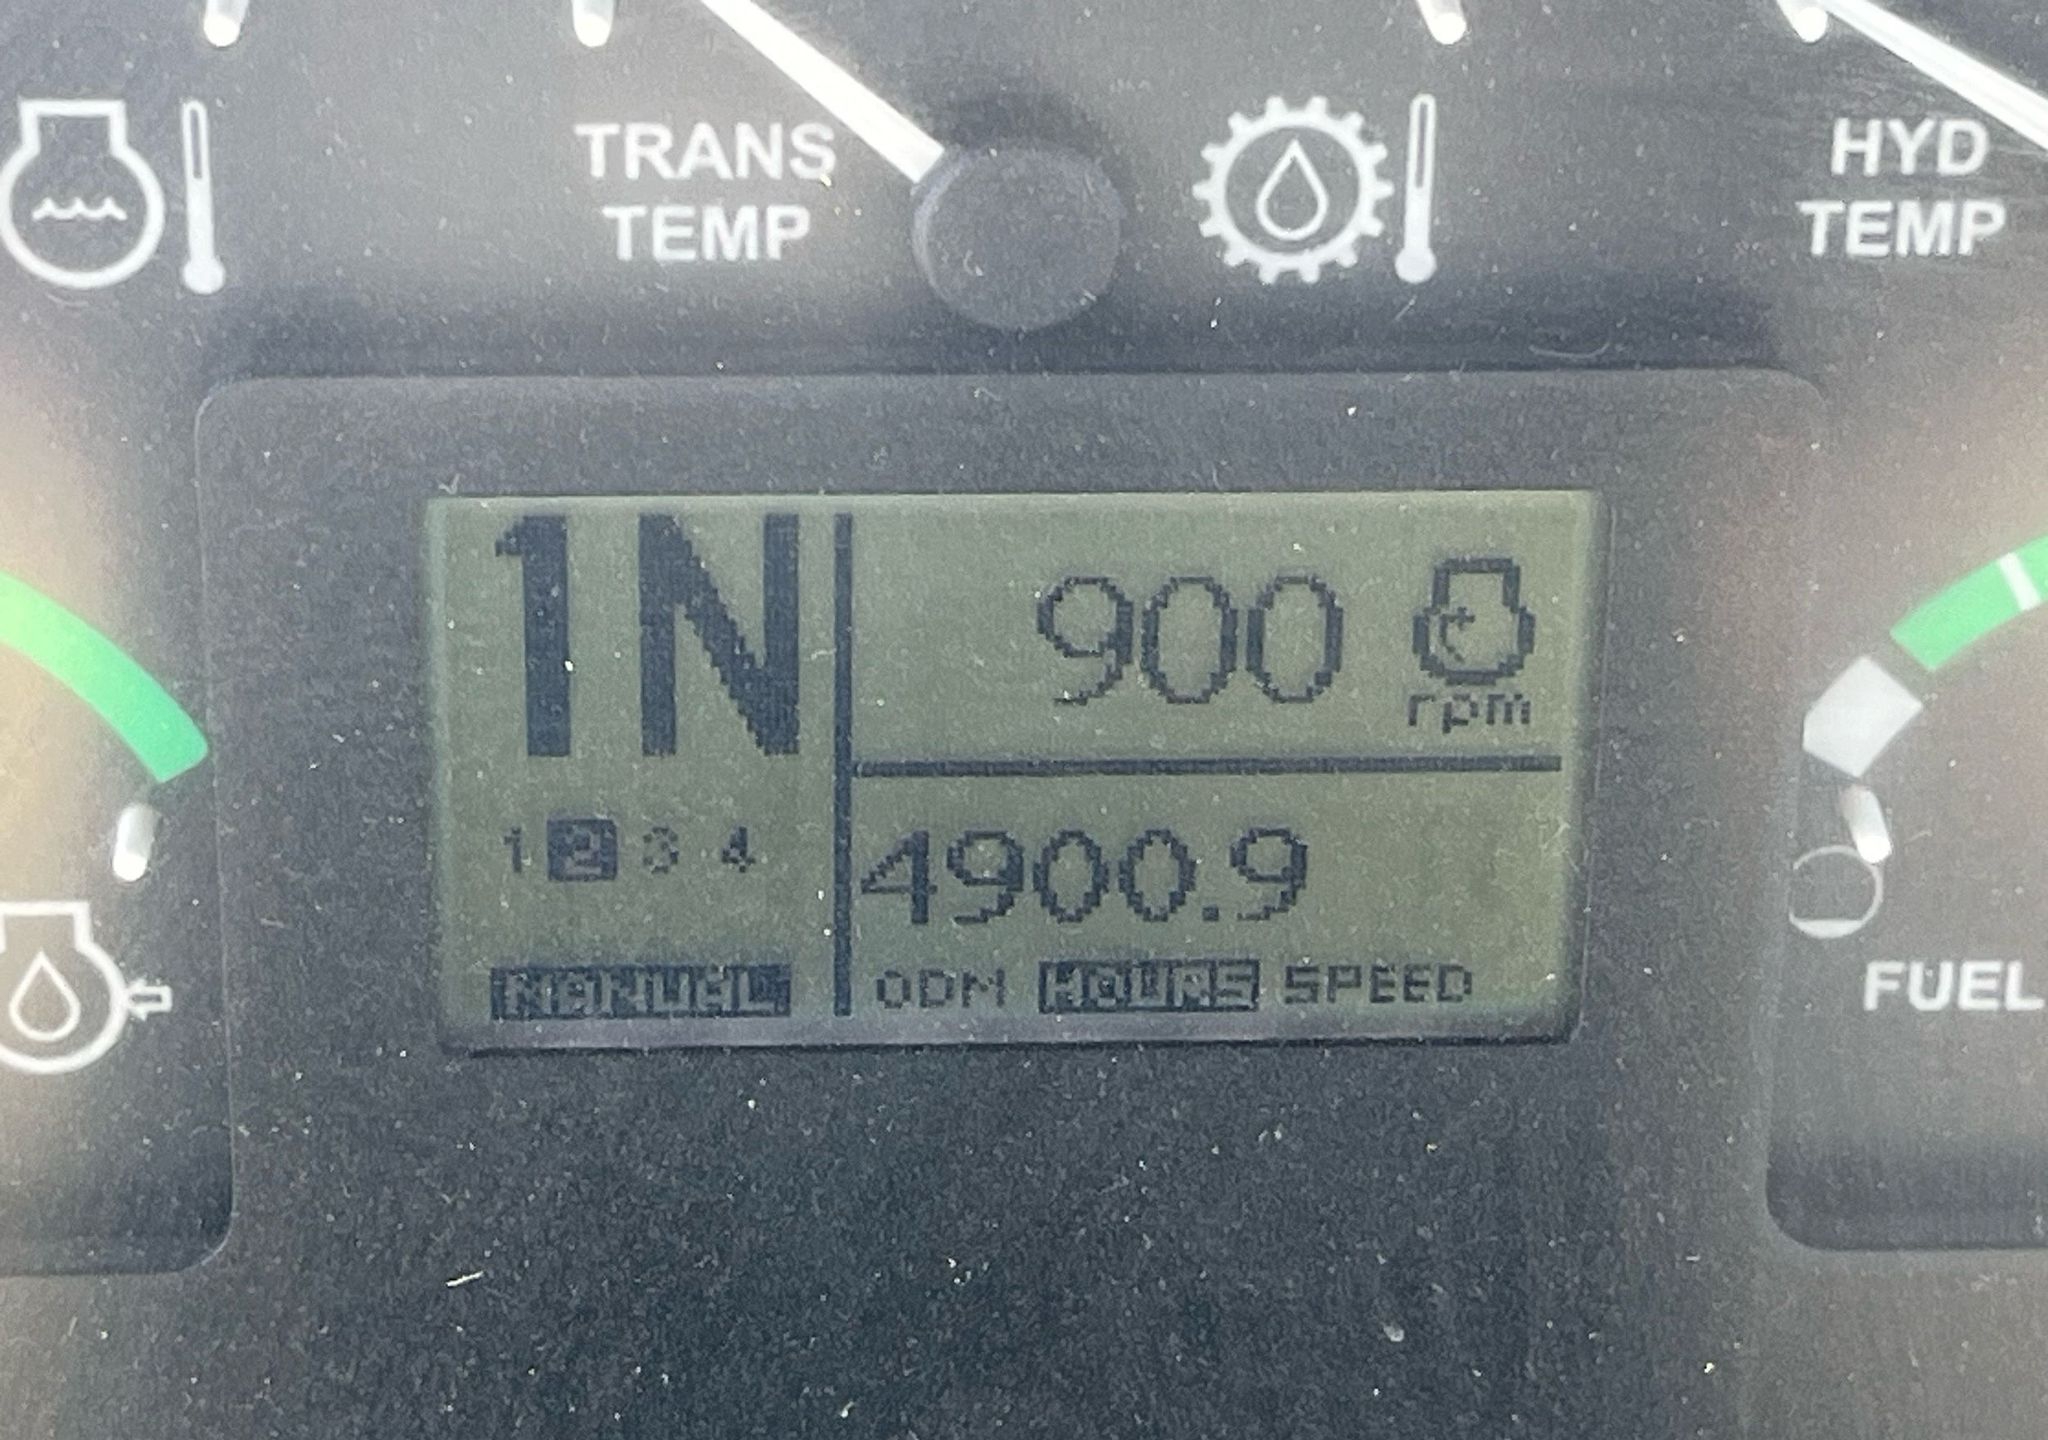 TRANS
TEMP
HYD
TEMP
1N
900
rpm
1 2 3 4
4900.9
MANUAL
ODM HOURS SPEED
FUEL